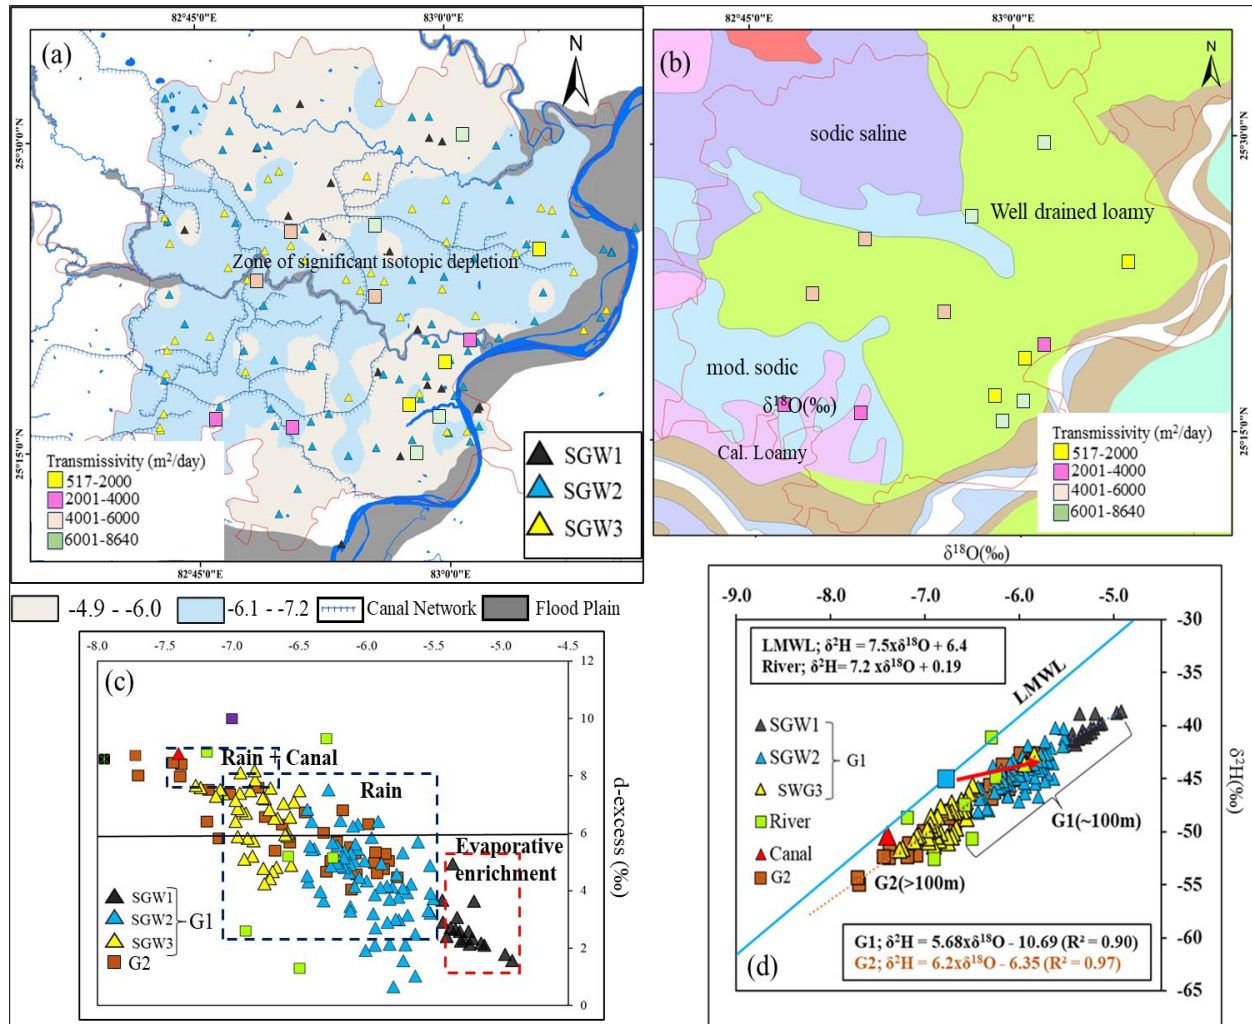 82°45'0"E
83°0'0"E
82°45'0"E
83°0'0"E
(a)
N
(b)
N
25°30'0"N
25°30'0"N
sodic saline
Well drained loamy
Zone of significant isotopic depletion
mod. sodic
δ¹⁸O(‰)
Cal. Loamy
25°15'0"N
25°15'0"N
Transmissivity (m²/day)
517-2000
2001-4000
4001-6000
6001-8640
SGW1
SGW2
SGW3
Transmissivity (m²/day)
517-2000
2001-4000
4001-6000
6001-8640
82°45'0"E
83°0'0"E
δ¹⁸O(‰)
-4.9 - -6.0
-6.1 - -7.2
Canal Network
Flood Plain
-8.0 -7.5 -7.0 -6.5 -6.0 -5.5 -5.0 -4.5
(c)
12
10
8
6
4
2
0
d-excess (‰)
Rain + Canal
Rain
Evaporative
enrichment
SGW1
SGW2
SGW3
G1
G2
-9.0 -8.0 -7.0 -6.0 -5.0
-30
-35
-40
-45
-50
-55
-60
-65
δ²H(‰)
LMWL; δ²H = 7.5xδ¹⁸O + 6.4
River; δ²H= 7.2 xδ¹⁸O + 0.19
LMWL
SGW1
SGW2
SWG3
G1
River
Canal
G2
G1(~100m)
G2(>100m)
G1; δ²H = 5.68xδ¹⁸O - 10.69 (R² = 0.90)
G2; δ²H = 6.2xδ¹⁸O - 6.35 (R² = 0.97)
(d)